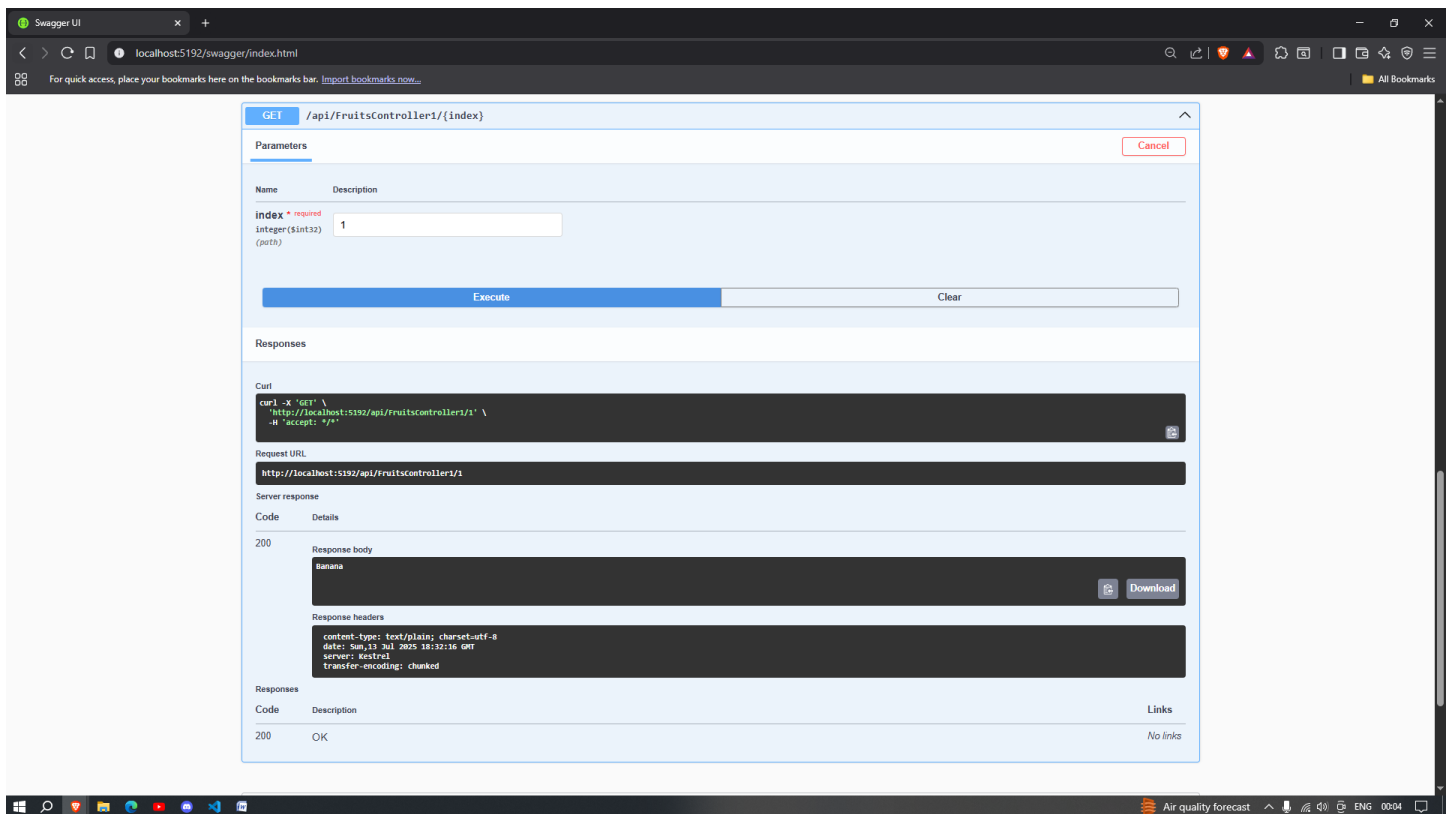 Swagger UI
localhost:5192/swagger/index.html
For quick access, place your bookmarks here on the bookmarks bar. Import bookmarks now...
All Bookmarks
GET /api/FruitsController1/{index}
Parameters
Cancel
Name Description
index * required
integer($int32)
(path)
1
Execute
Clear
Responses
Curl
curl -X 'GET' \
'http://localhost:5192/api/FruitsController1/1' \
-H 'accept: */*'
Request URL
http://localhost:5192/api/FruitsController1/1
Server response
Code Details
200
Response body
Banana
Download
Response headers
content-type: text/plain; charset=utf-8
date: Sun,13 Jul 2025 18:32:16 GMT
server: Kestrel
transfer-encoding: chunked
Responses
Code Description Links
200 OK No links
Air quality forecast ENG 00:04